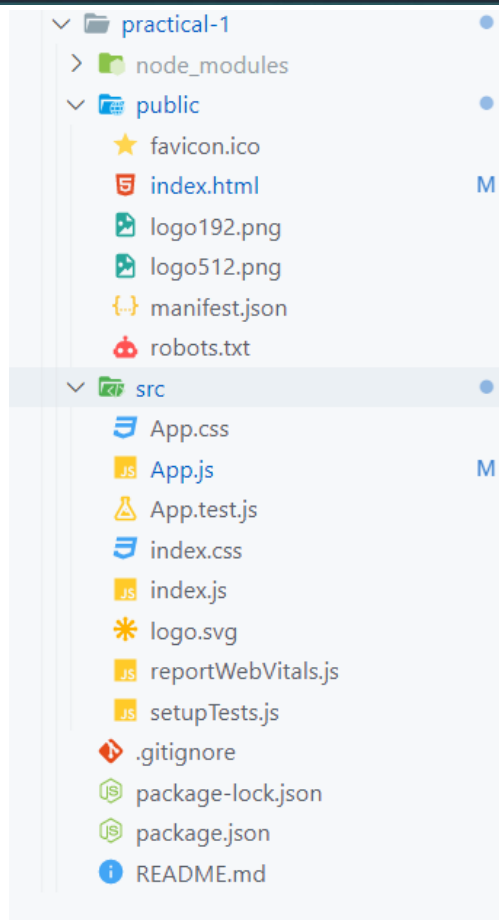 practical-1
node_modules
public
favicon.ico
index.html M
logo192.png
logo512.png
manifest.json
robots.txt
src
App.css
App.js M
App.test.js
index.css
index.js
logo.svg
reportWebVitals.js
setupTests.js
.gitignore
package-lock.json
package.json
README.md